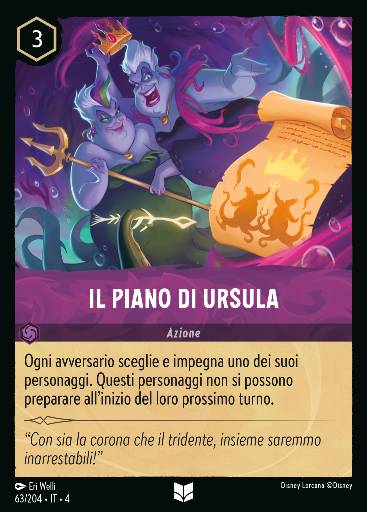 3
IL PIANO DI URSULA
Azione
Ogni avversario sceglie e impegna uno dei suoi
personaggi. Questi personaggi non si possono
preparare all'inizio del loro prossimo turno.
“Con sia la corona che il tridente, insieme saremmo
inarrestabili!”
Eri Welli
Disney Lorcana ©Disney
63/204 • IT • 4